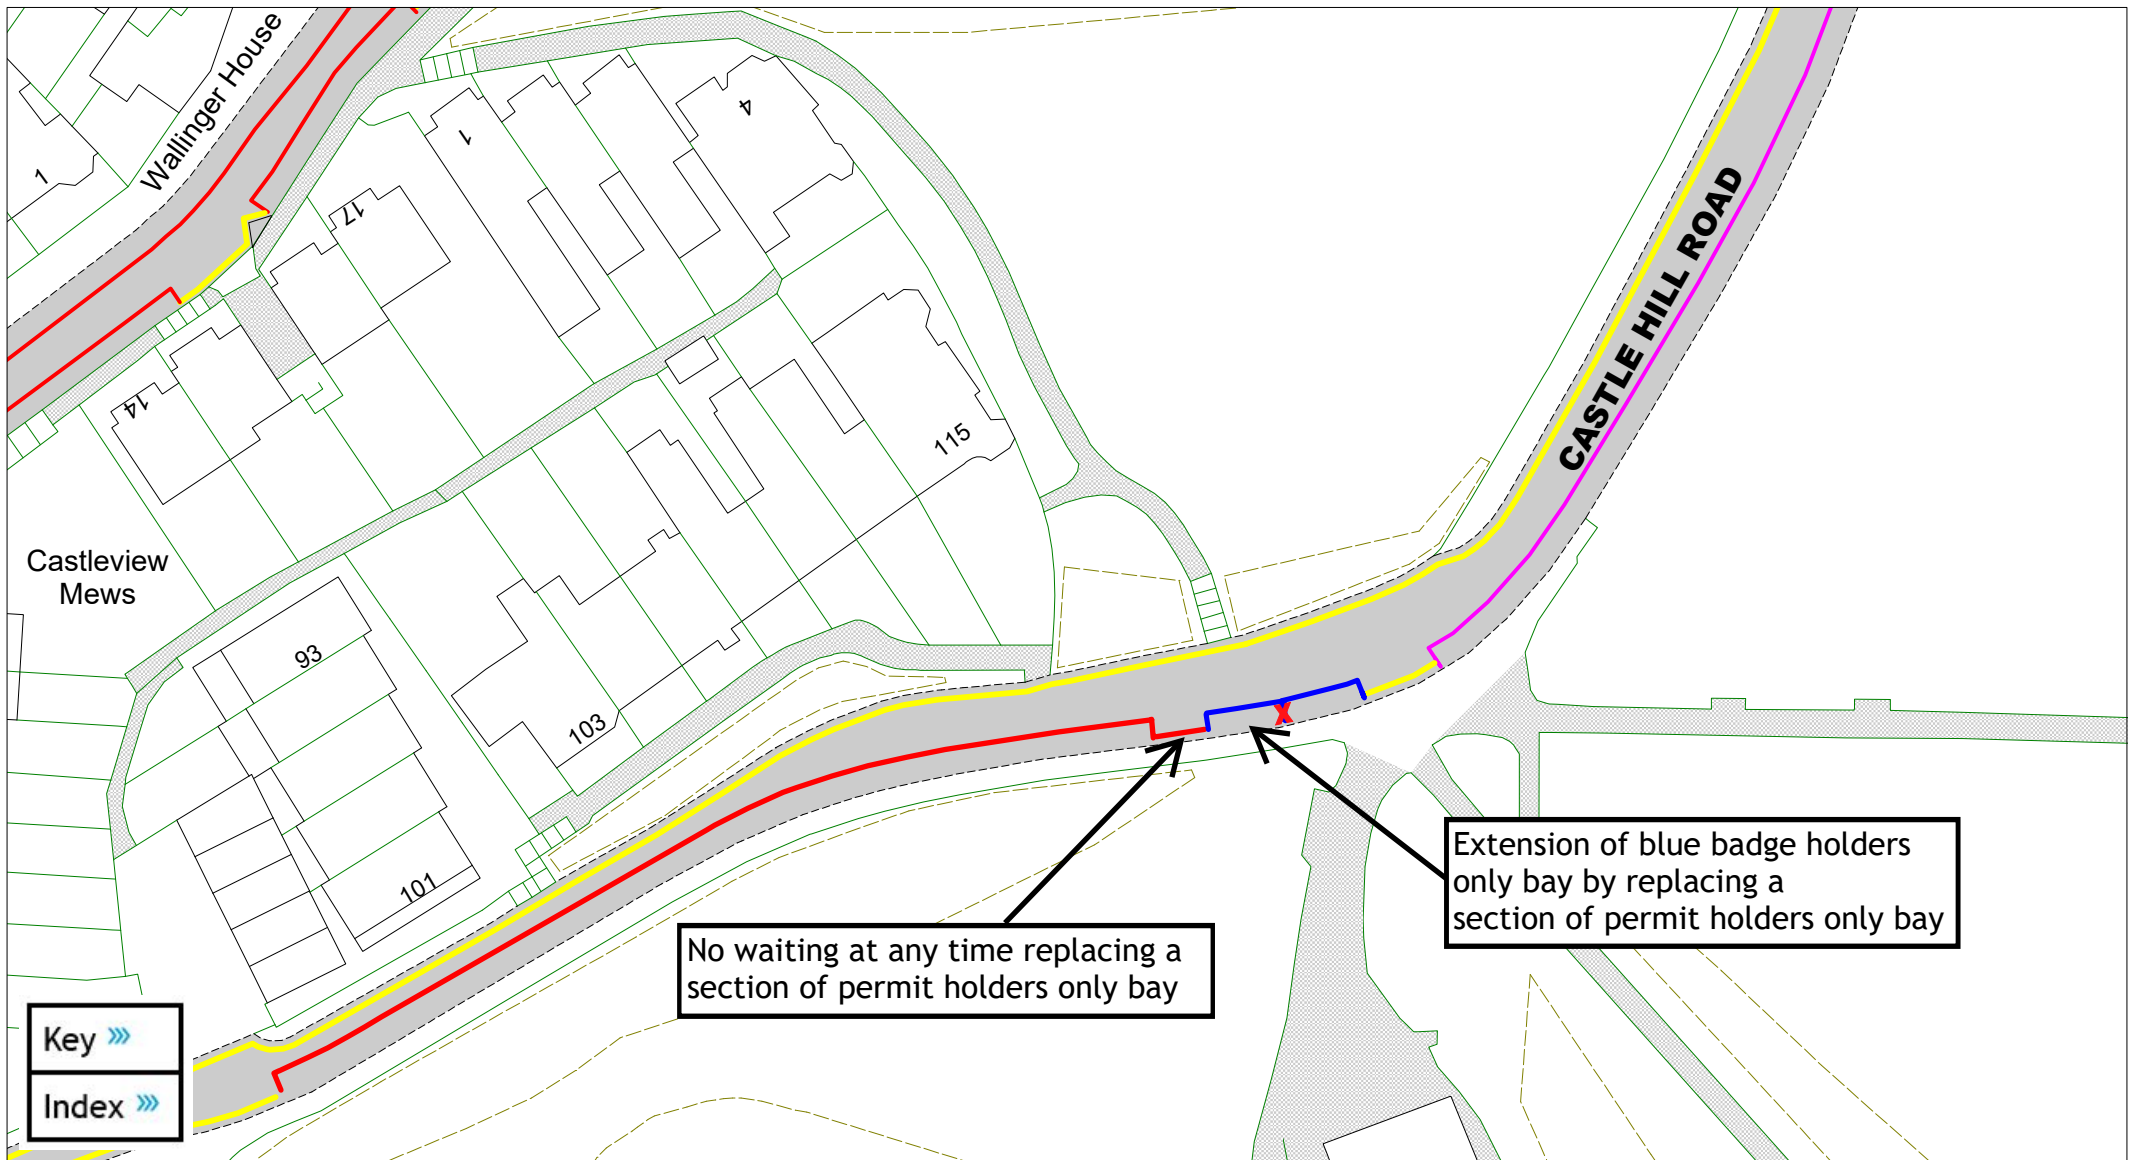 Wallinger House
1
1
4
17
14
115
CASTLE HILL ROAD
Castleview
Mews
93
103
101
X
Extension of blue badge holders
only bay by replacing a
section of permit holders only bay
No waiting at any time replacing a
section of permit holders only bay
Key »»
Index »»